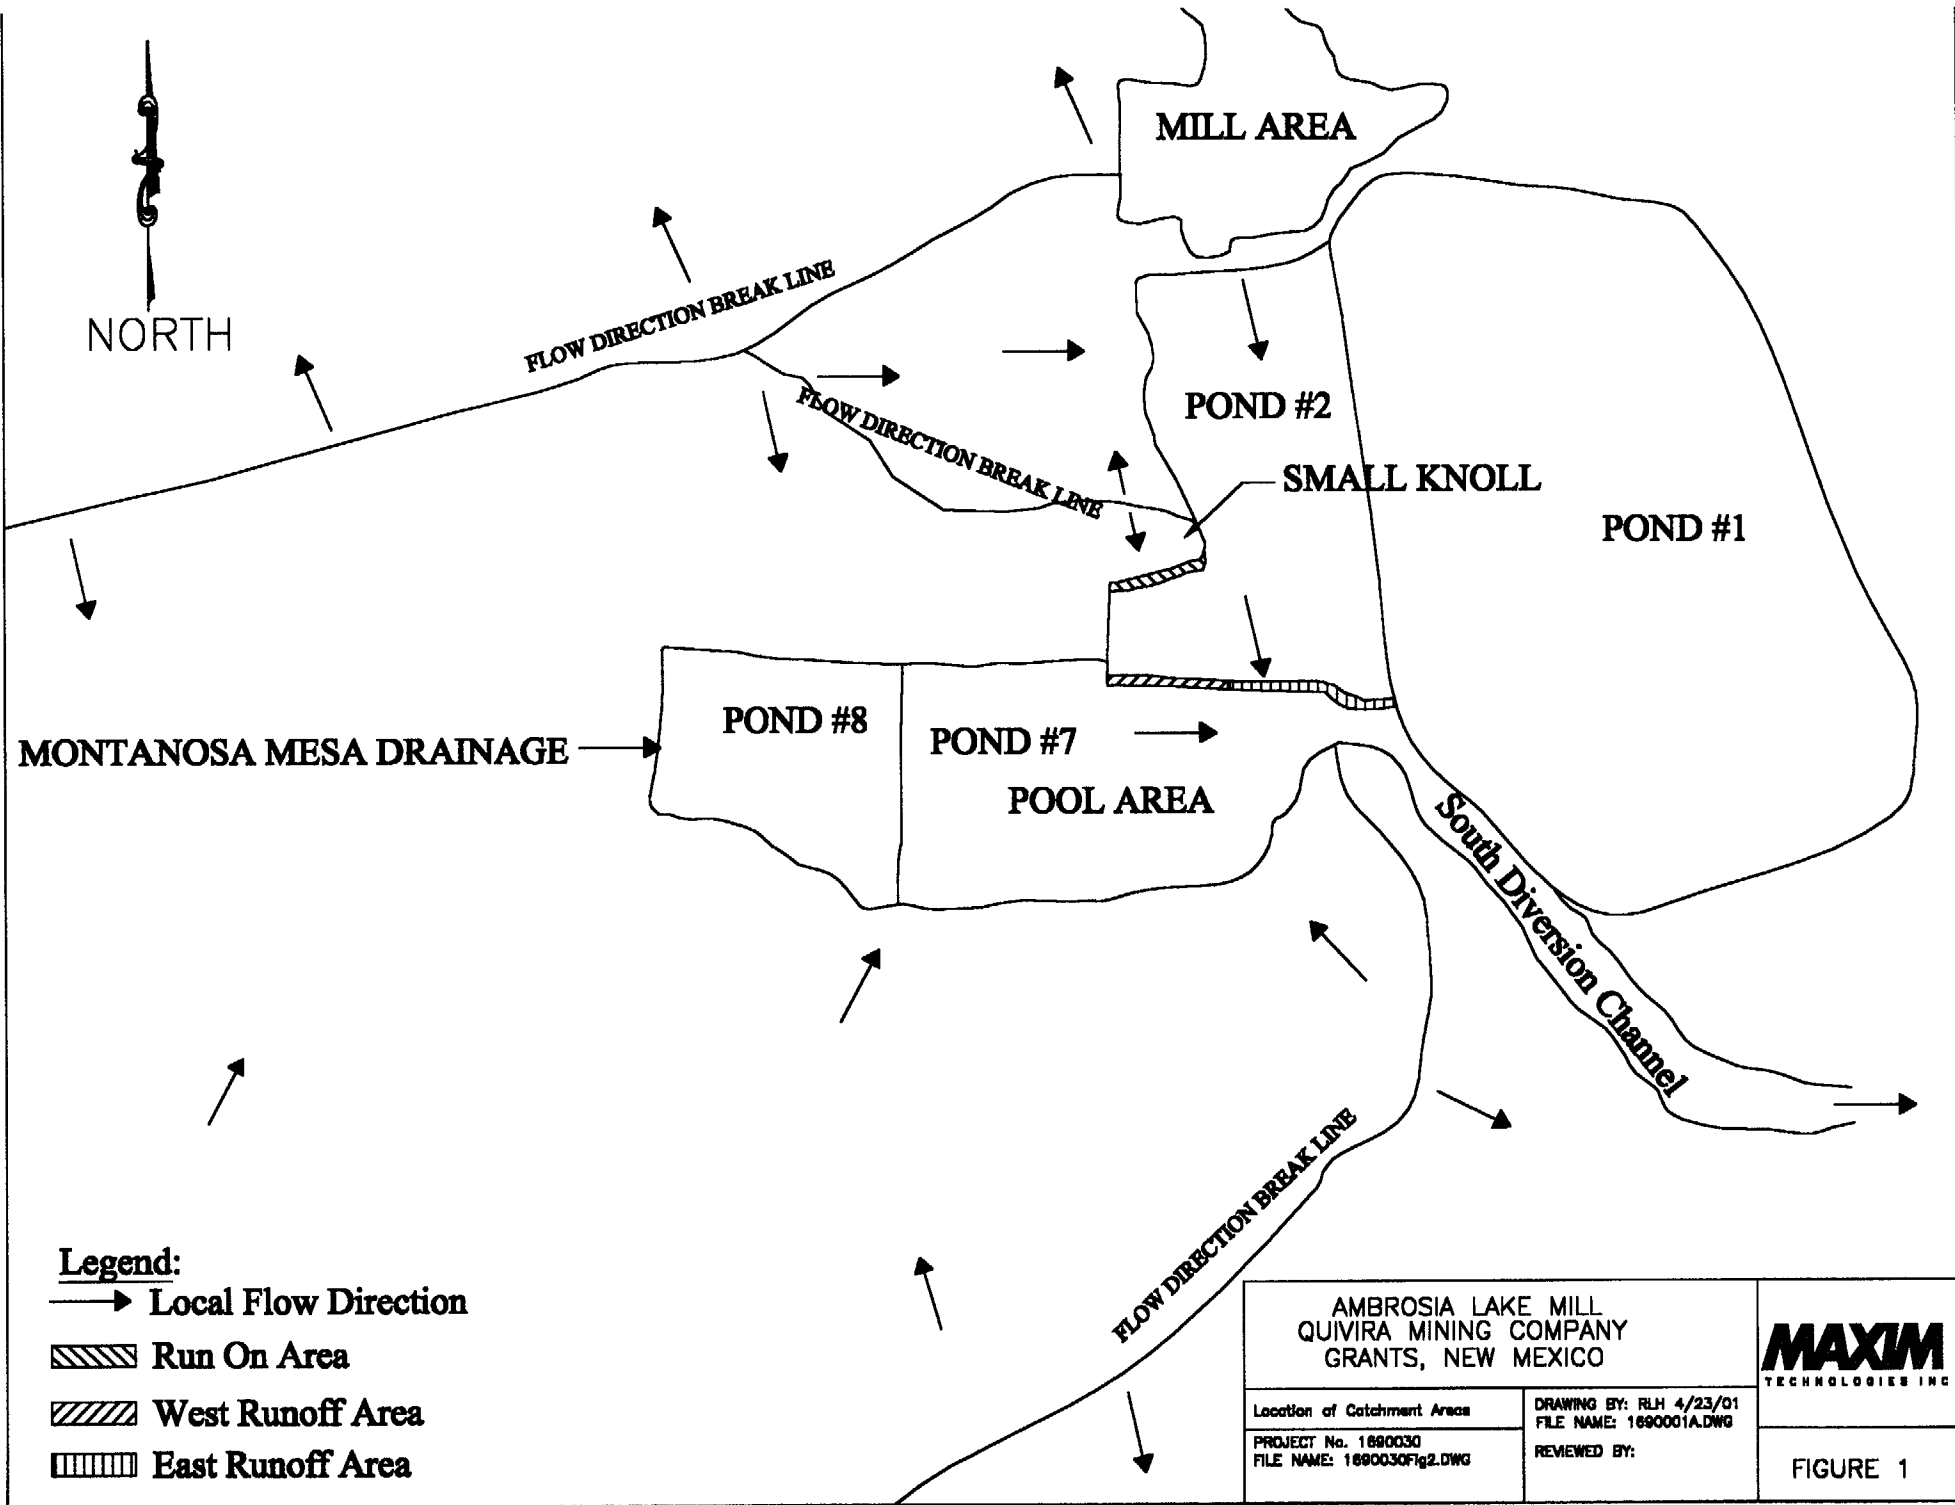 MILL AREA
NORTH
FLOW DIRECTION BREAK LINE
FLOW DIRECTION BREAK LINE
POND #2
SMALL KNOLL
POND #1
POND #8
POND #7
MONTANOSA MESA DRAINAGE
POOL AREA
South Diversion Channel
FLOW DIRECTION BREAK LINE
Legend:
Local Flow Direction
Run On Area
West Runoff Area
East Runoff Area
AMBROSIA LAKE MILL
QUIVIRA MINING COMPANY
GRANTS, NEW MEXICO
MAXIM
TECHNOLOGIES INC
Location of Catchment Areas
DRAWING BY: RLH 4/23/01
FILE NAME: 1690001A.DWG
PROJECT No. 1690030
FILE NAME: 1690030Fig2.DWG
REVIEWED BY:
FIGURE 1